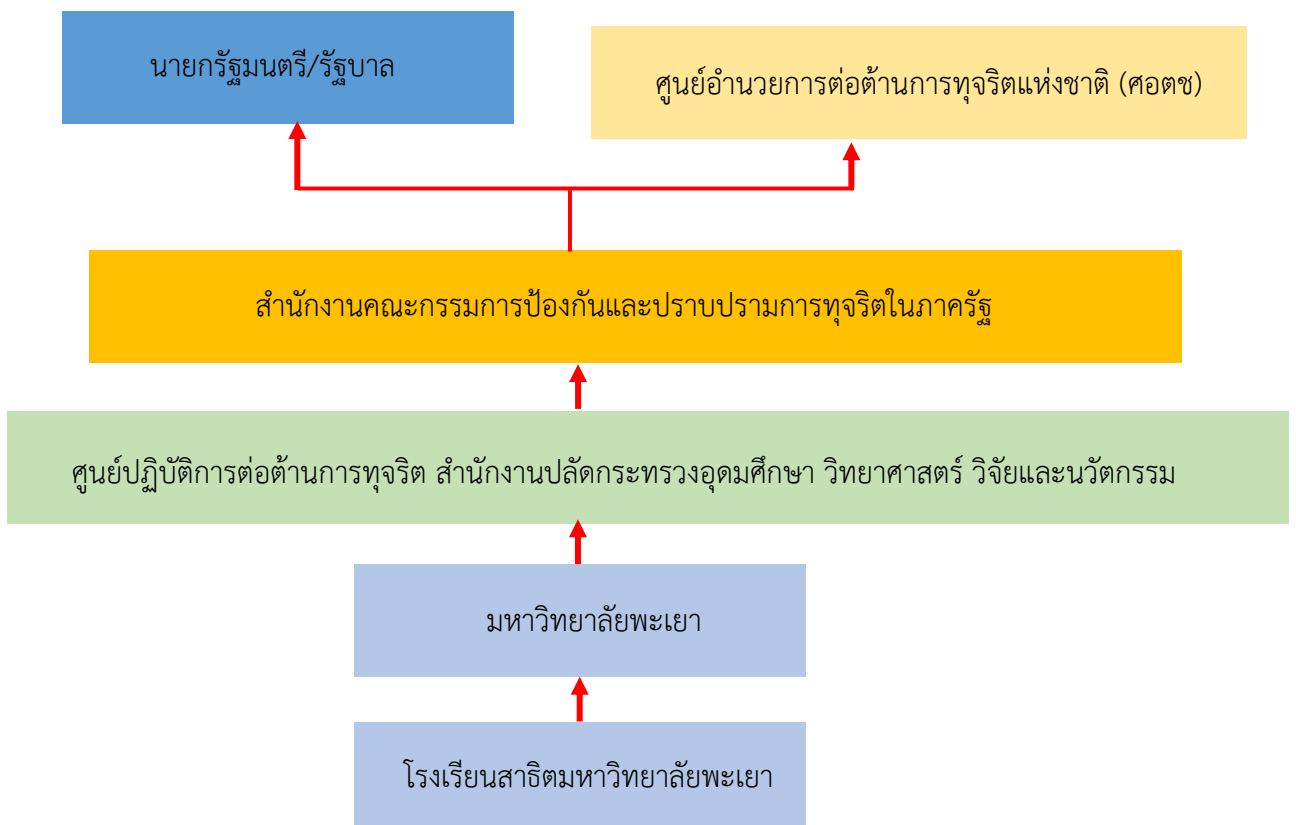 นายกรัฐมนตรี/รัฐบาล
ศูนย์อำนวยการต่อต้านการทุจริตแห่งชาติ (ศอตช)
สำนักงานคณะกรรมการป้องกันและปราบปรามการทุจริตในภาครัฐ
ศูนย์ปฏิบัติการต่อต้านการทุจริต สำนักงานปลัดกระทรวงอุดมศึกษา วิทยาศาสตร์ วิจัยและนวัตกรรม
มหาวิทยาลัยพะเยา
โรงเรียนสาธิตมหาวิทยาลัยพะเยา